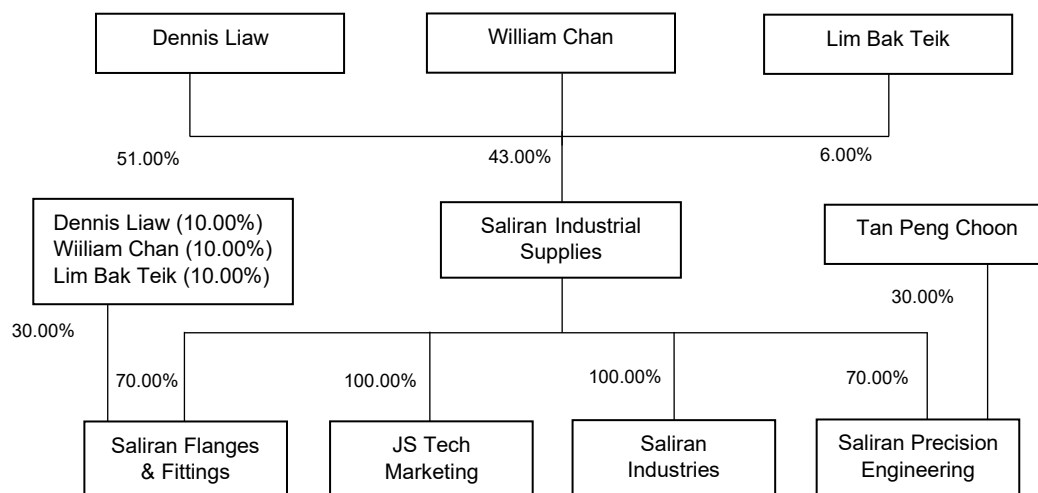 Dennis Liaw
William Chan
Lim Bak Teik
51.00%
43.00%
6.00%
Dennis Liaw (10.00%)
Wiiliam Chan (10.00%)
Lim Bak Teik (10.00%)
Saliran Industrial
Supplies
Tan Peng Choon
30.00%
30.00%
70.00%
100.00%
100.00%
70.00%
Saliran Flanges
& Fittings
JS Tech
Marketing
Saliran
Industries
Saliran Precision
Engineering